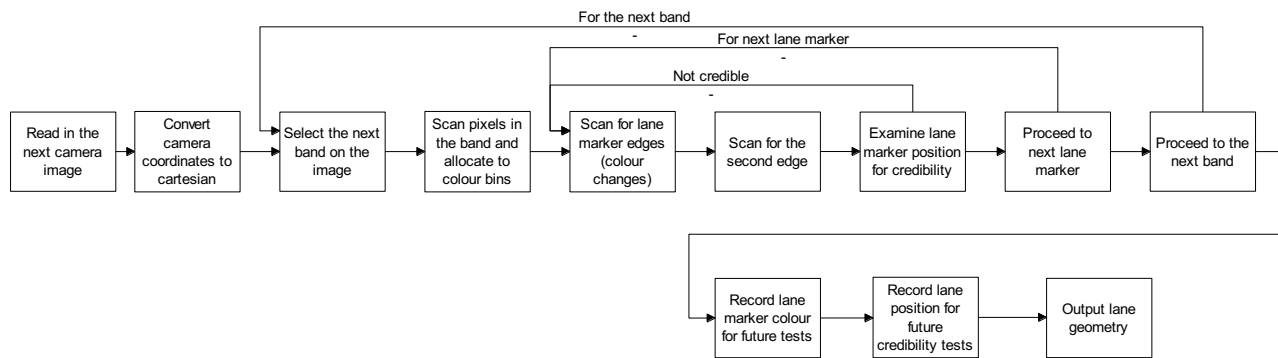 For the next band
-
For next lane marker
-
Not credible
-
Read in the
next camera
image
Convert
camera
coordinates to
cartesian
Select the next
band on the
image
Scan pixels in
the band and
allocate to
colour bins
Scan for lane
marker edges
(colour
changes)
Scan for the
second edge
Examine lane
marker position
for credibility
Proceed to
next lane
marker
Proceed to the
next band
Record lane
marker colour
for future tests
Record lane
position for
future
credibility tests
Output lane
geometry